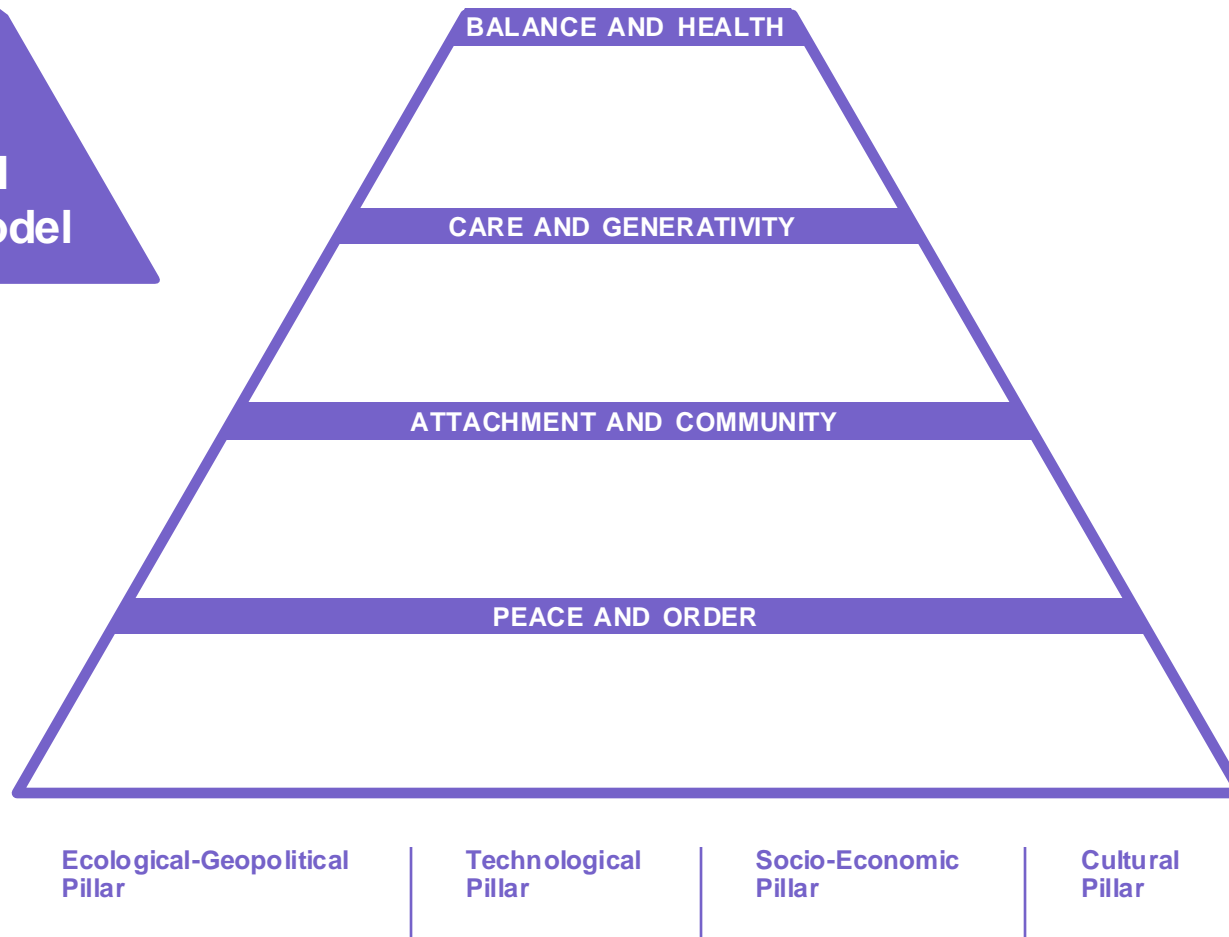 BALANCE AND HEALTH
CARE AND GENERATIVITY
ATTACHMENT AND COMMUNITY
PEACE AND ORDER
Ecological-Geopolitical
Pillar
Technological
Pillar
Socio-Economic
Pillar
Cultural
Pillar